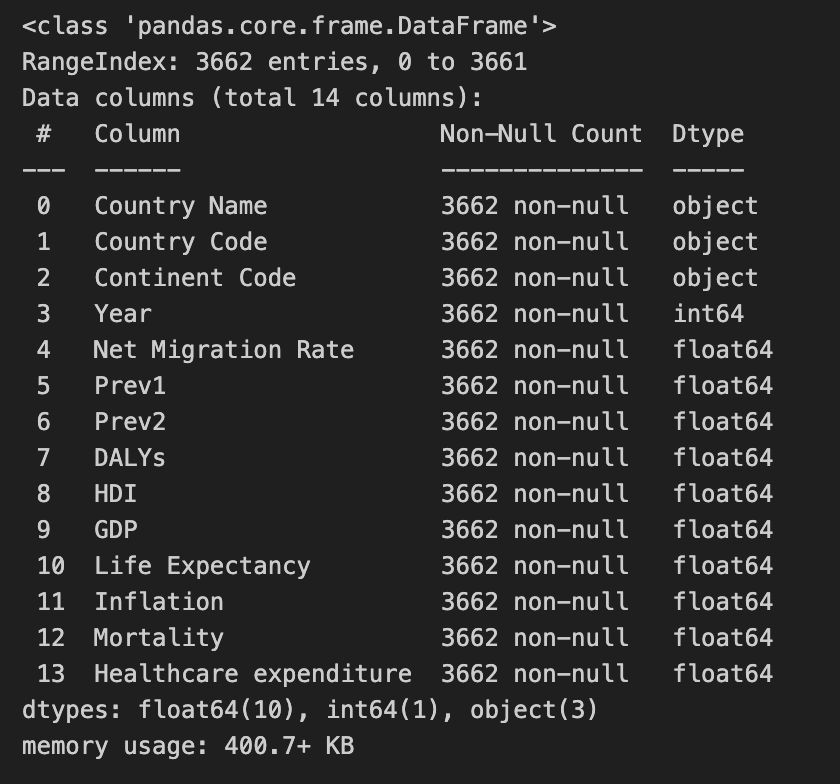 <class 'pandas.core.frame.DataFrame'>
RangeIndex: 3662 entries, 0 to 3661
Data columns (total 14 columns):
 #   Column                  Non-Null Count  Dtype
---  ------                  --------------  -----
 0   Country Name            3662 non-null   object
 1   Country Code            3662 non-null   object
 2   Continent Code          3662 non-null   object
 3   Year                    3662 non-null   int64
 4   Net Migration Rate      3662 non-null   float64
 5   Prev1                   3662 non-null   float64
 6   Prev2                   3662 non-null   float64
 7   DALYs                   3662 non-null   float64
 8   HDI                     3662 non-null   float64
 9   GDP                     3662 non-null   float64
 10  Life Expectancy         3662 non-null   float64
 11  Inflation               3662 non-null   float64
 12  Mortality               3662 non-null   float64
 13  Healthcare expenditure  3662 non-null   float64
dtypes: float64(10), int64(1), object(3)
memory usage: 400.7+ KB